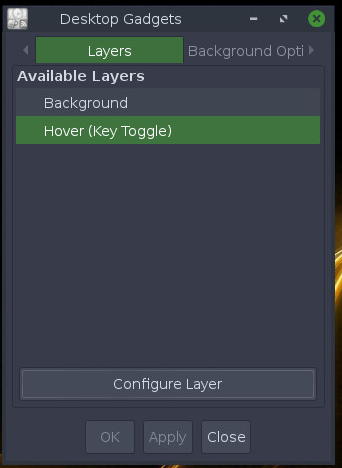 Desktop Gadgets
Layers
Background Opti
Available Layers
Background
Hover (Key Toggle)
Configure Layer
OK
Apply
Close